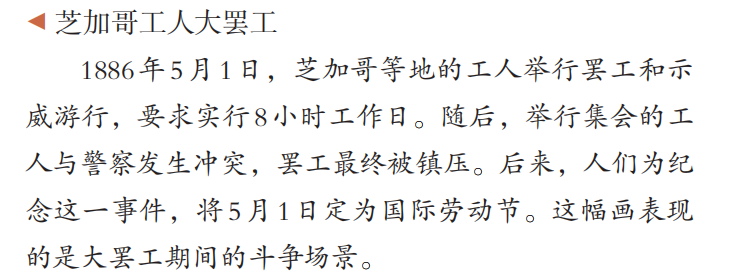 芝加哥工人大罢工
1886年5月1日，芝加哥等地的工人举行罢工和示
威游行，要求实行8小时工作日。随后，举行集会的工
人与警察发生冲突，罢工最终被镇压。后来，人们为纪
念这一事件，将5月1日定为国际劳动节。这幅画表现
的是大罢工期间的斗争场景。